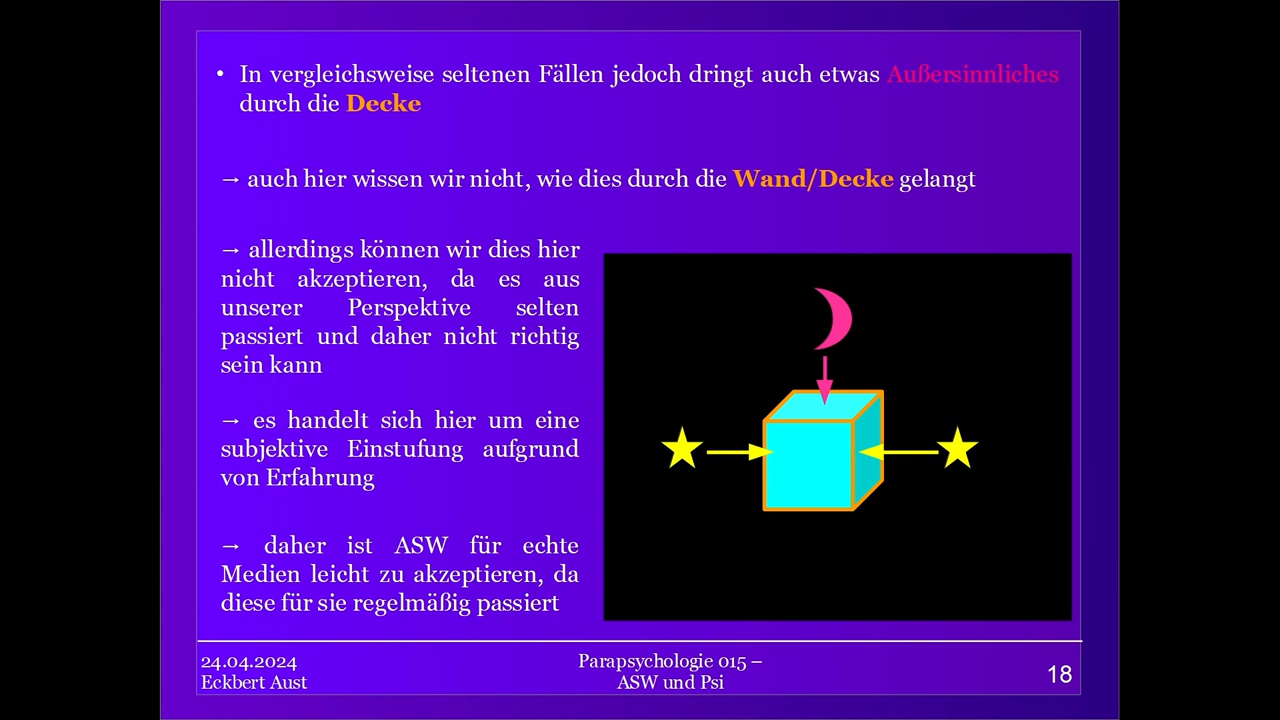 • In vergleichsweise seltenen Fällen jedoch dringt auch etwas Außersinnliches
durch die Decke
→ auch hier wissen wir nicht, wie dies durch die Wand/Decke gelangt
→ allerdings können wir dies hier
nicht akzeptieren, da es aus
unserer Perspektive selten
passiert und daher nicht richtig
sein kann
→ es handelt sich hier um eine
subjektive Einstufung aufgrund
von Erfahrung
→ daher ist ASW für echte
Medien leicht zu akzeptieren, da
diese für sie regelmäßig passiert
24.04.2024
Eckbert Aust
Parapsychologie 015 –
ASW und Psi
18